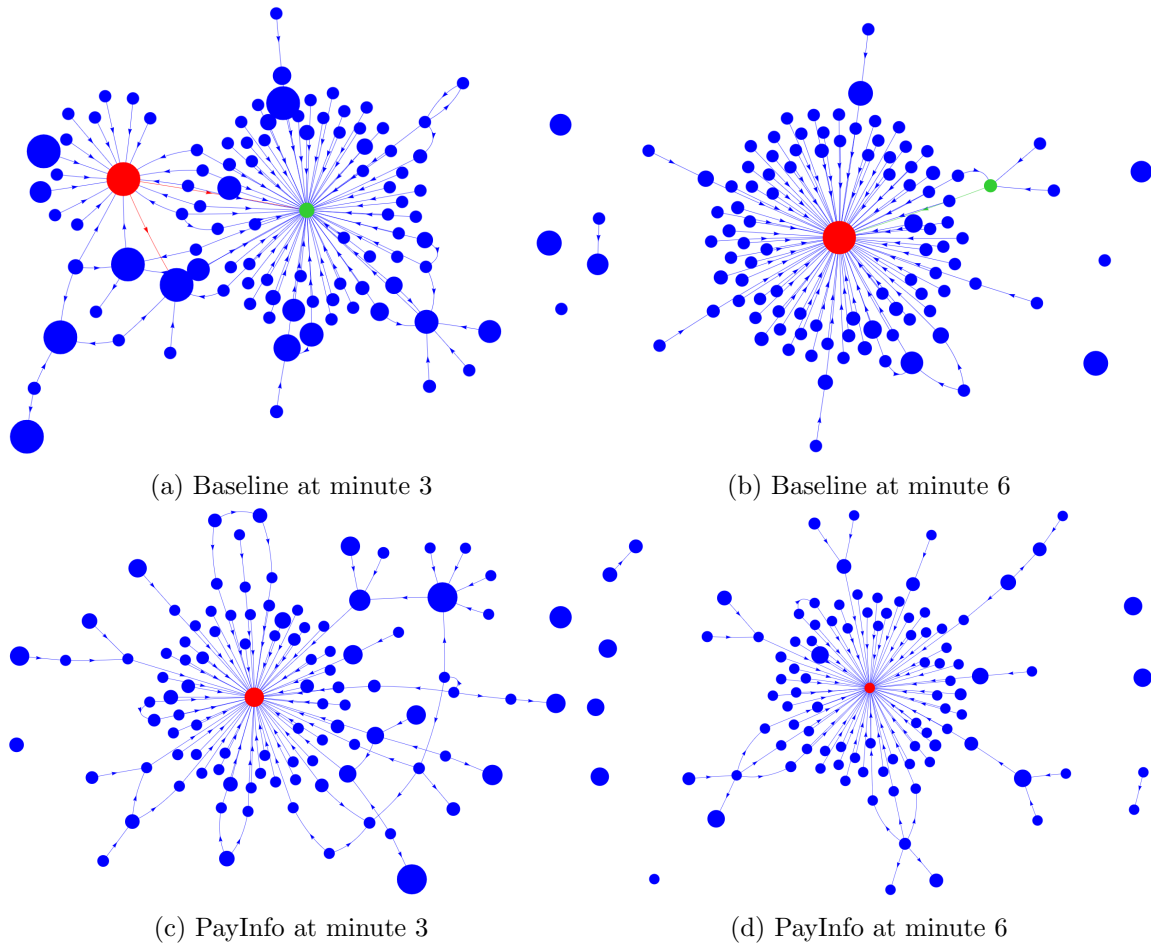 (a) Baseline at minute 3
(b) Baseline at minute 6
(c) PayInfo at minute 3
(d) PayInfo at minute 6